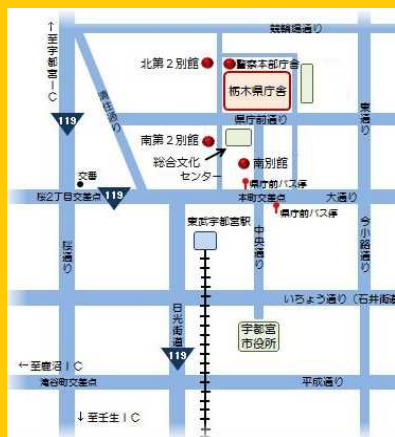 競輪場通り
↑至宇都宮IC
清住通り
北第2別館
警察本部庁舎
栃木県庁舎
東通り
県庁前通り
119
南第2別館
総合文化
センター
南別館
交番
県庁前バス停
桜2丁目交差点
119
本町交差点
大通り
県庁前バス停
東武宇都宮駅
桜通り
中央通り
今小路通り
日光街道
いちょう通り（石井街道
119
宇都宮
市役所
←至鹿沼IC
滝谷町交差点
平成通り
↓至壬生IC